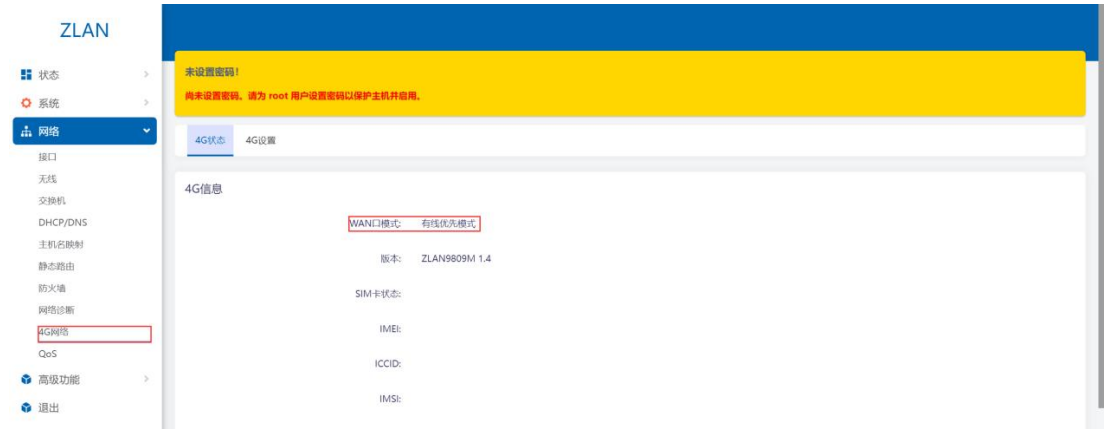 ZLAN
状态
系统
网络
接口
无线
交换机
DHCP/DNS
主机名映射
静态路由
防火墙
网络诊断
4G网络
QoS
高级功能
退出
未设置密码!
尚未设置密码。请为 root 用户设置密码以保护主机并启用。
4G状态 4G设置
4G信息
WAN口模式: 有线优先模式
版本: ZLAN9809M 1.4
SIM卡状态:
IMEI:
ICCID:
IMSI: